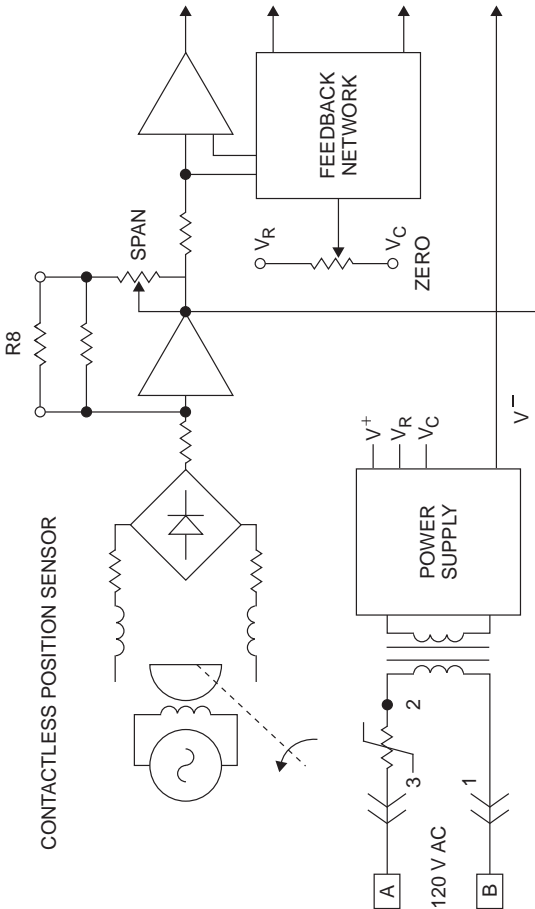 CONTACTLESS POSITION SENSOR
R8
SPAN
FEEDBACK
NETWORK
V_R
V_C
ZERO
A
120 V AC
B
3
2
1
POWER
SUPPLY
V⁺
V_R
V_C
V⁻